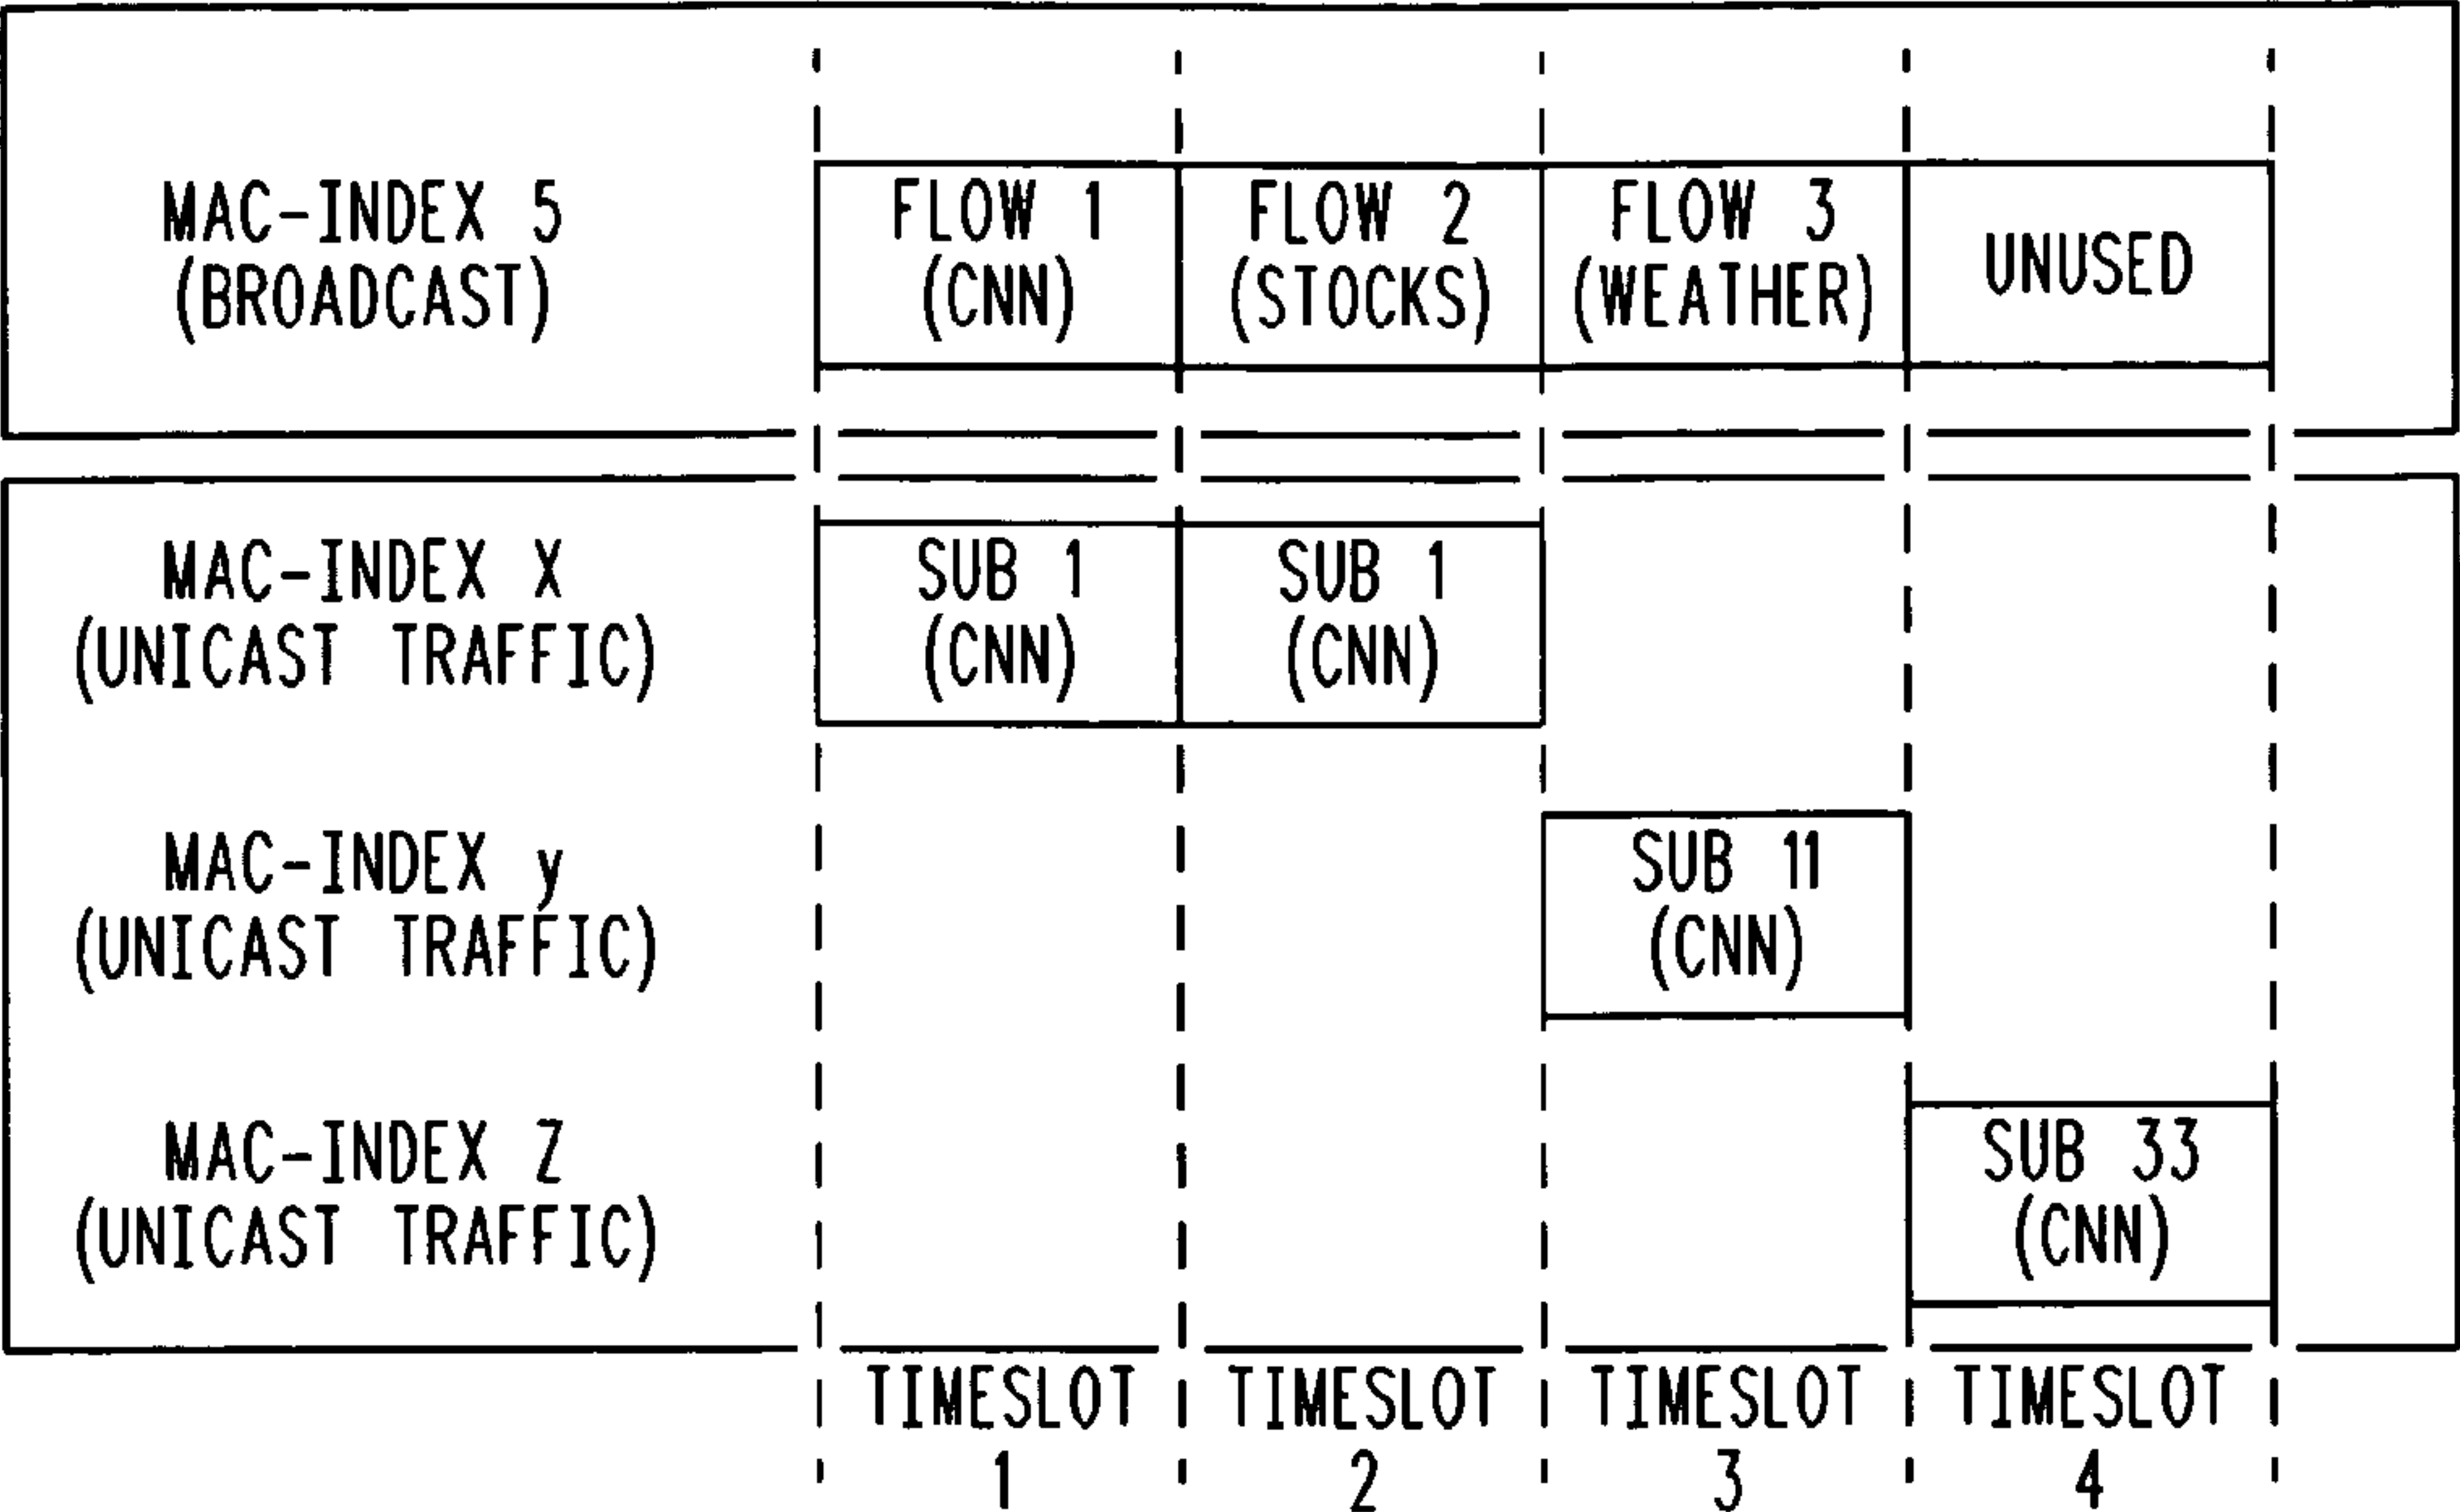 MAC-INDEX 5
(BROADCAST)
FLOW 1
(CNN)
FLOW 2
(STOCKS)
FLOW 3
(WEATHER)
UNUSED
MAC-INDEX X
(UNICAST TRAFFIC)
SUB 1
(CNN)
SUB 1
(CNN)
MAC-INDEX y
(UNICAST TRAFFIC)
SUB 11
(CNN)
MAC-INDEX Z
(UNICAST TRAFFIC)
SUB 33
(CNN)
TIMESLOT
1
TIMESLOT
2
TIMESLOT
3
TIMESLOT
4